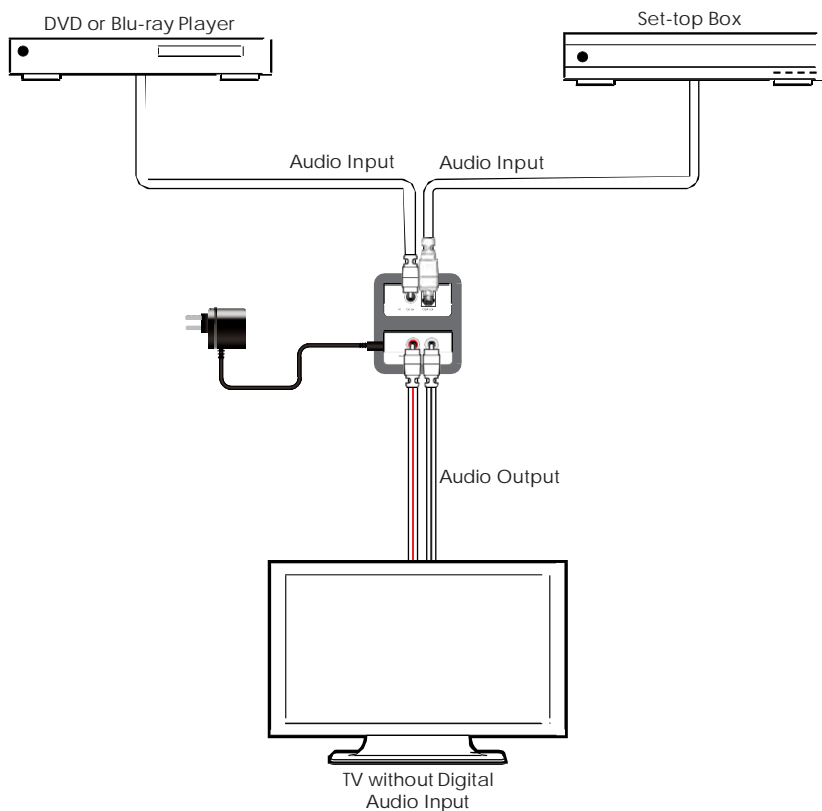 DVD or Blu-ray Player
Set-top Box
Audio Input
Audio Input
Audio Output
TV without Digital
Audio Input